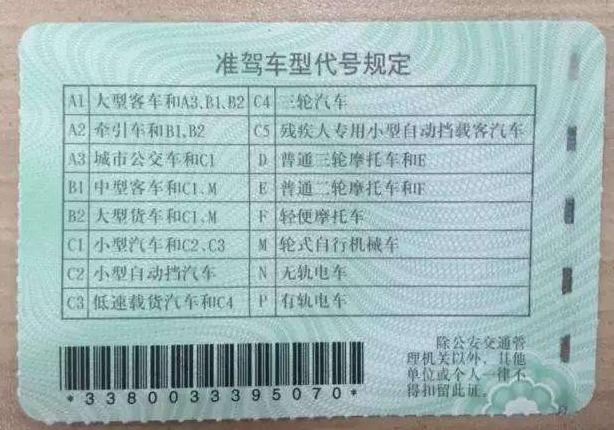 准驾车型代号规定
A1 大型客车和A3、B1、B2 C4 三轮汽车
A2 牵引车和B1、B2 C5 残疾人专用小型自动挡载客汽车
A3 城市公交车和C1 D 普通三轮摩托车和E
B1 中型客车和C1、M E 普通二轮摩托车和F
B2 大型货车和C1、M F 轻便摩托车
C1 小型汽车和C2、C3 M 轮式自行机械车
C2 小型自动挡汽车 N 无轨电车
C3 低速载货汽车和C4 P 有轨电车
除公安交通管
理机关以外，其他
单位或个人一律不
得扣留此证。
*3380033395070*